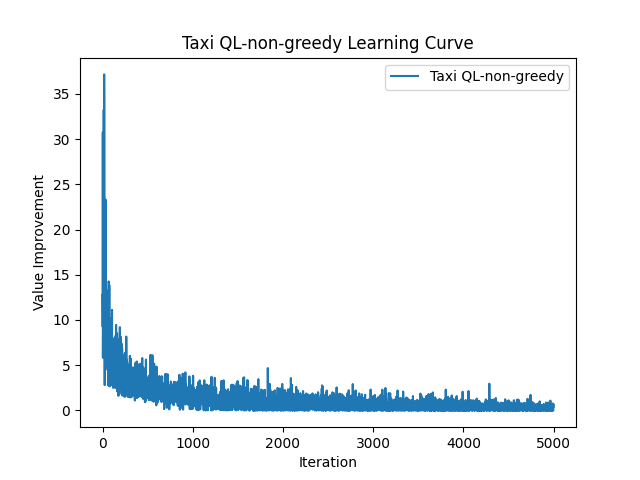 Taxi QL-non-greedy Learning Curve
Taxi QL-non-greedy
Value Improvement
35
30
25
20
15
10
5
0
0 1000 2000 3000 4000 5000
Iteration